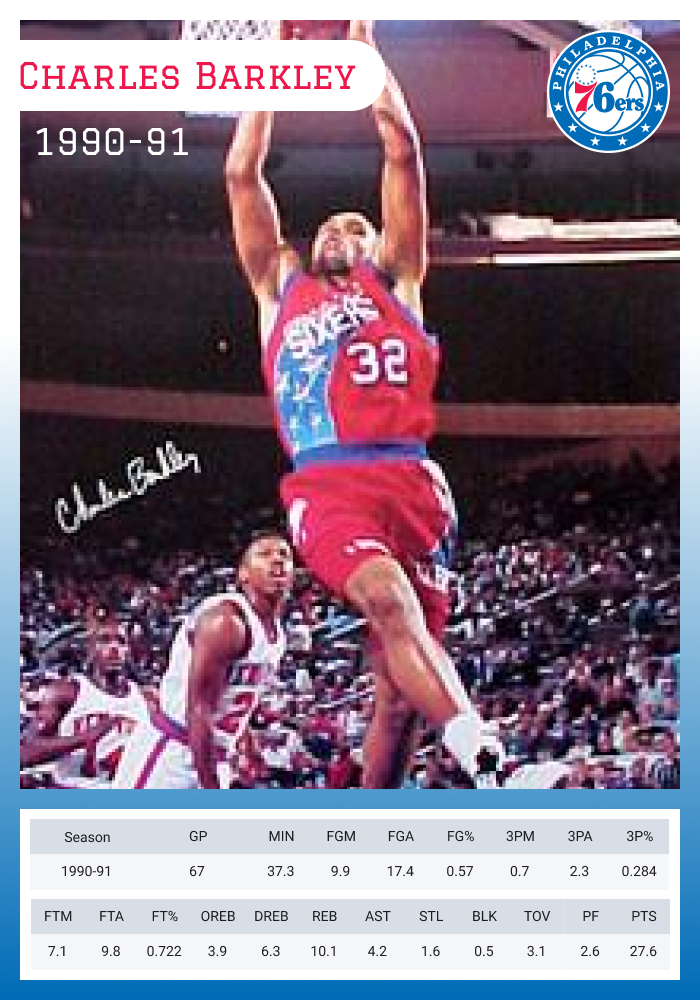 Charles Barkley
1990-91
PHILADELPHIA
76ers
SIXERS
32
Charles Barkley
2
Season GP MIN FGM FGA FG% 3PM 3PA 3P%
1990-91 67 37.3 9.9 17.4 0.57 0.7 2.3 0.284
FTM FTA FT% OREB DREB REB AST STL BLK TOV PF PTS
7.1 9.8 0.722 3.9 6.3 10.1 4.2 1.6 0.5 3.1 2.6 27.6